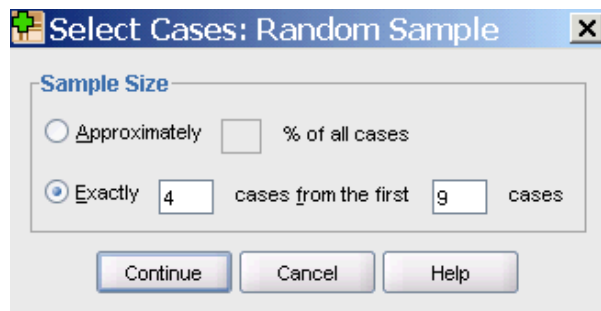 Select Cases: Random Sample
Sample Size
Approximately % of all cases
Exactly 4 cases from the first 9 cases
Continue Cancel Help